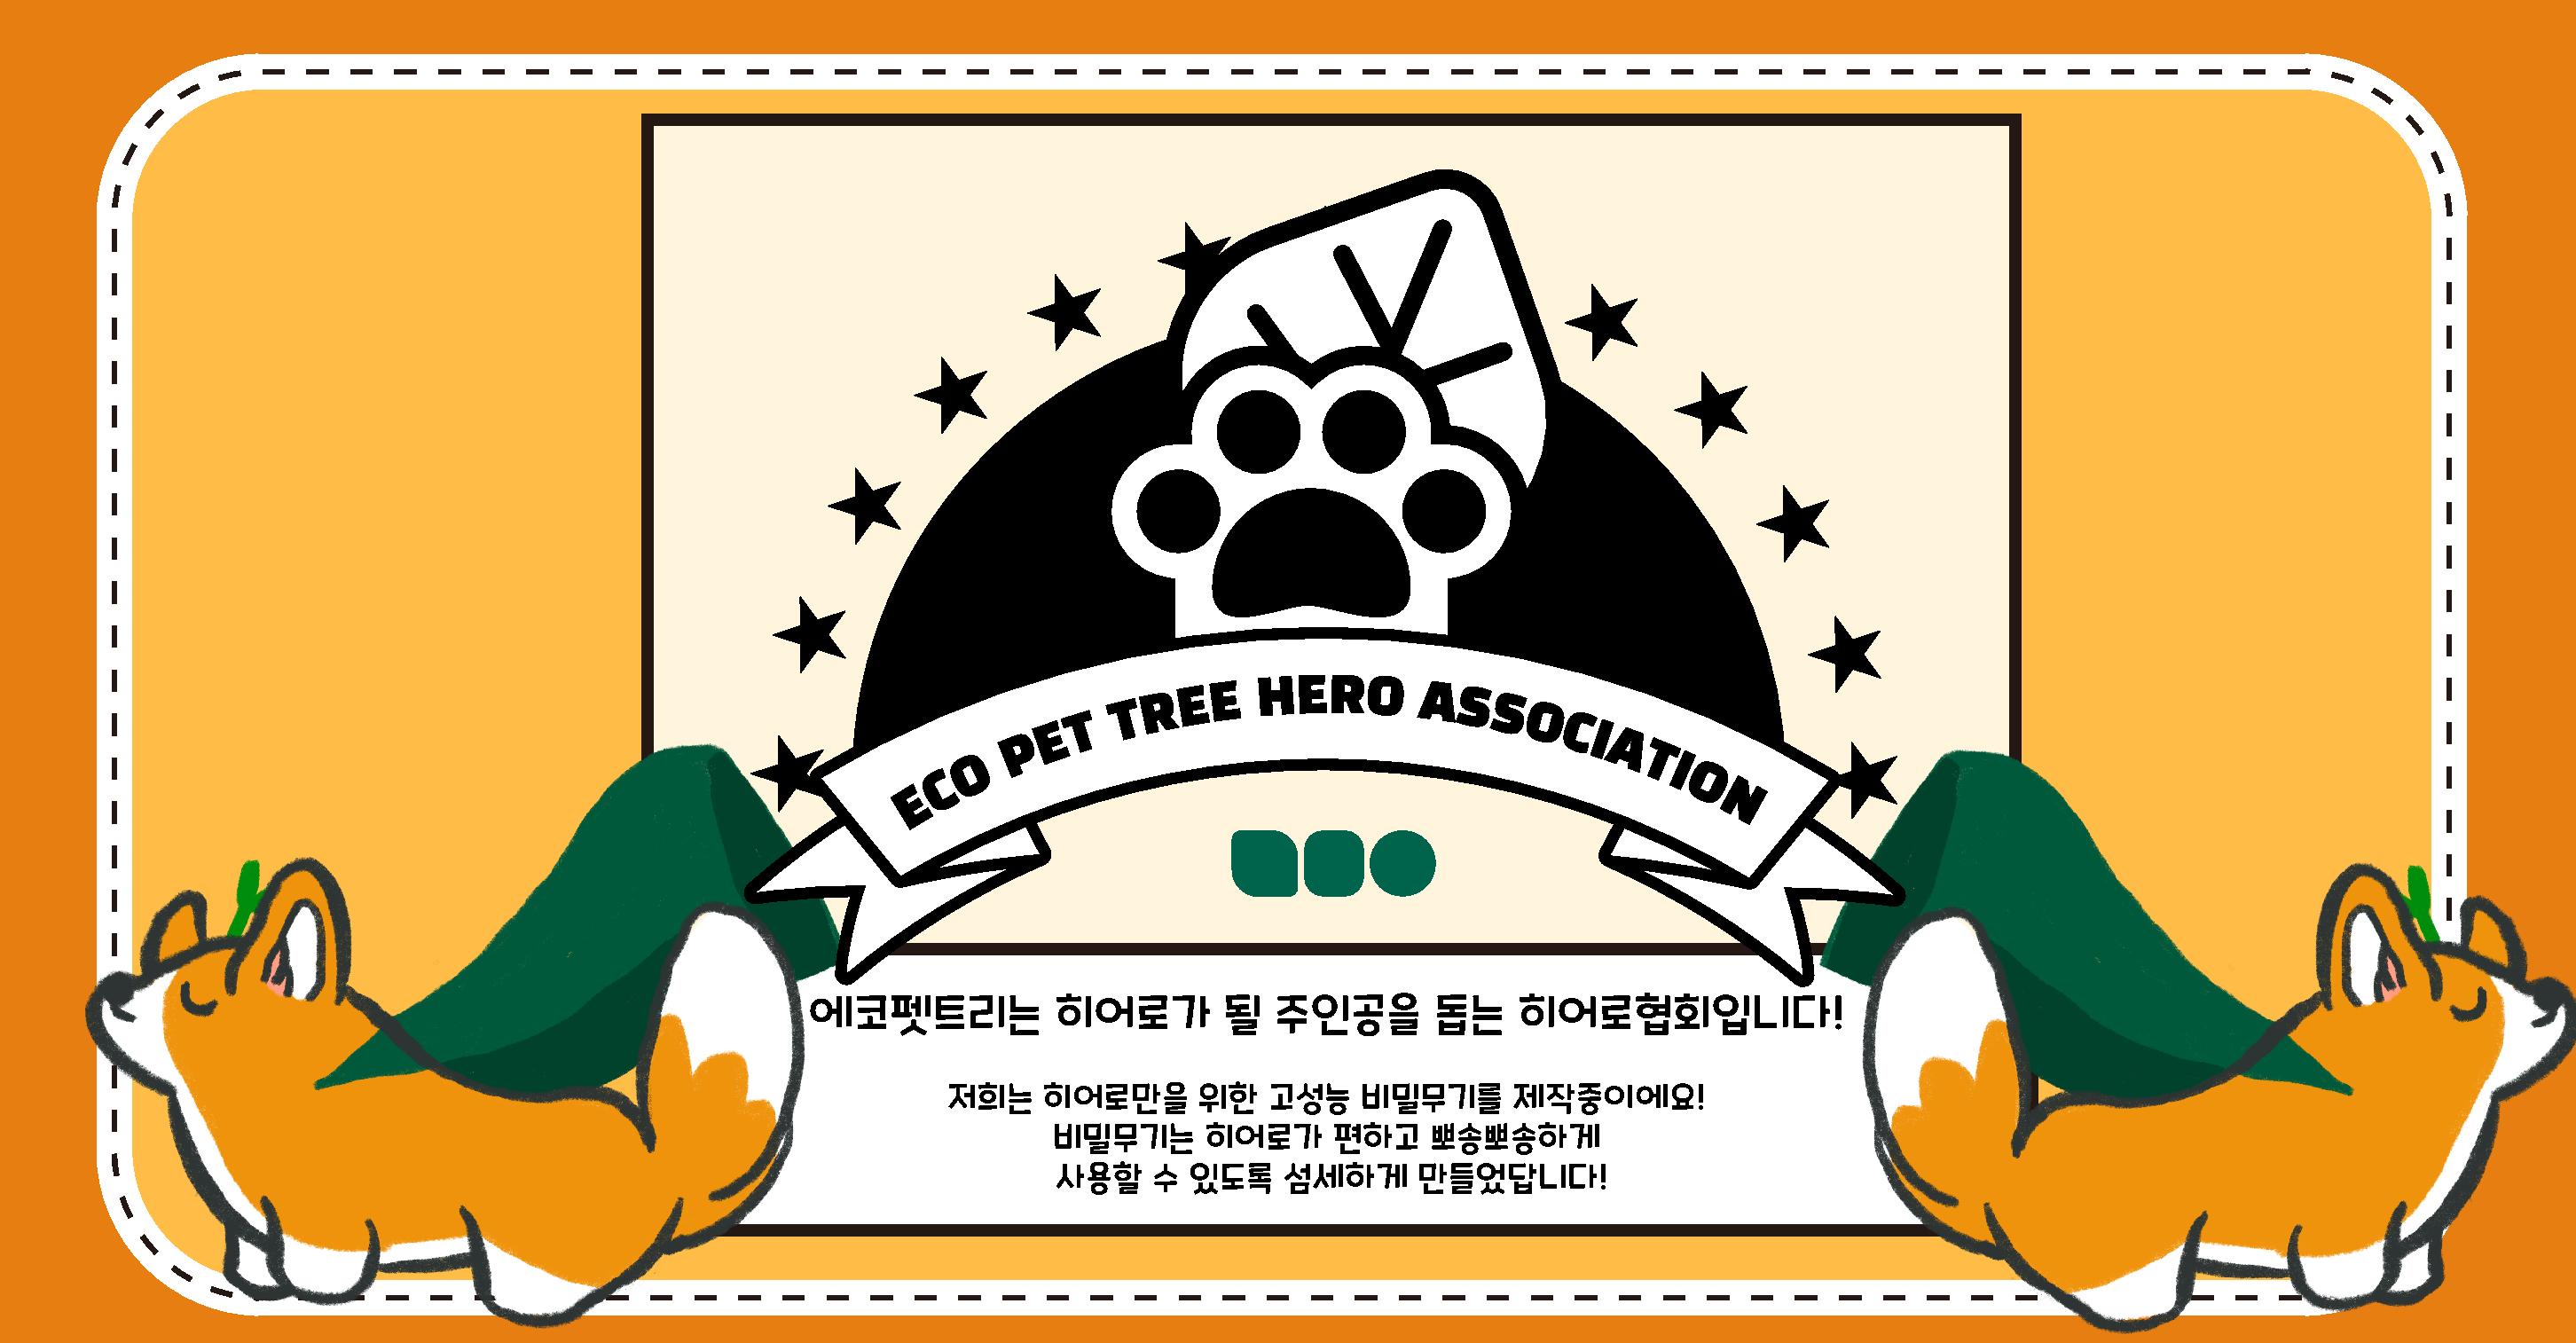 ECO PET TREE HERO ASSOCIATION
에코펫트리는 히어로가 될 주인공을 돕는 히어로협회입니다!
저희는 히어로만을 위한 고성능 비밀무기를 제작중이에요!
비밀무기는 히어로가 편하고 뽀송뽀송하게
사용할 수 있도록 섬세하게 만들었답니다!